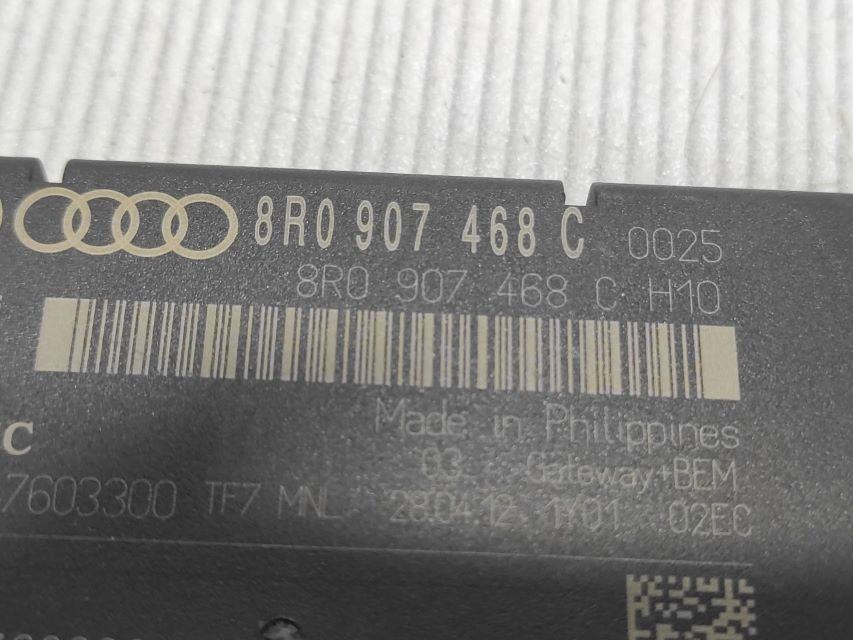 8R0 907 468 C 0025
8R0 907 468 C H10
Made in Philippines
C
03 Gateway+BEM
7603300 TF7 MNL 28.04.12 1Y01 02EC